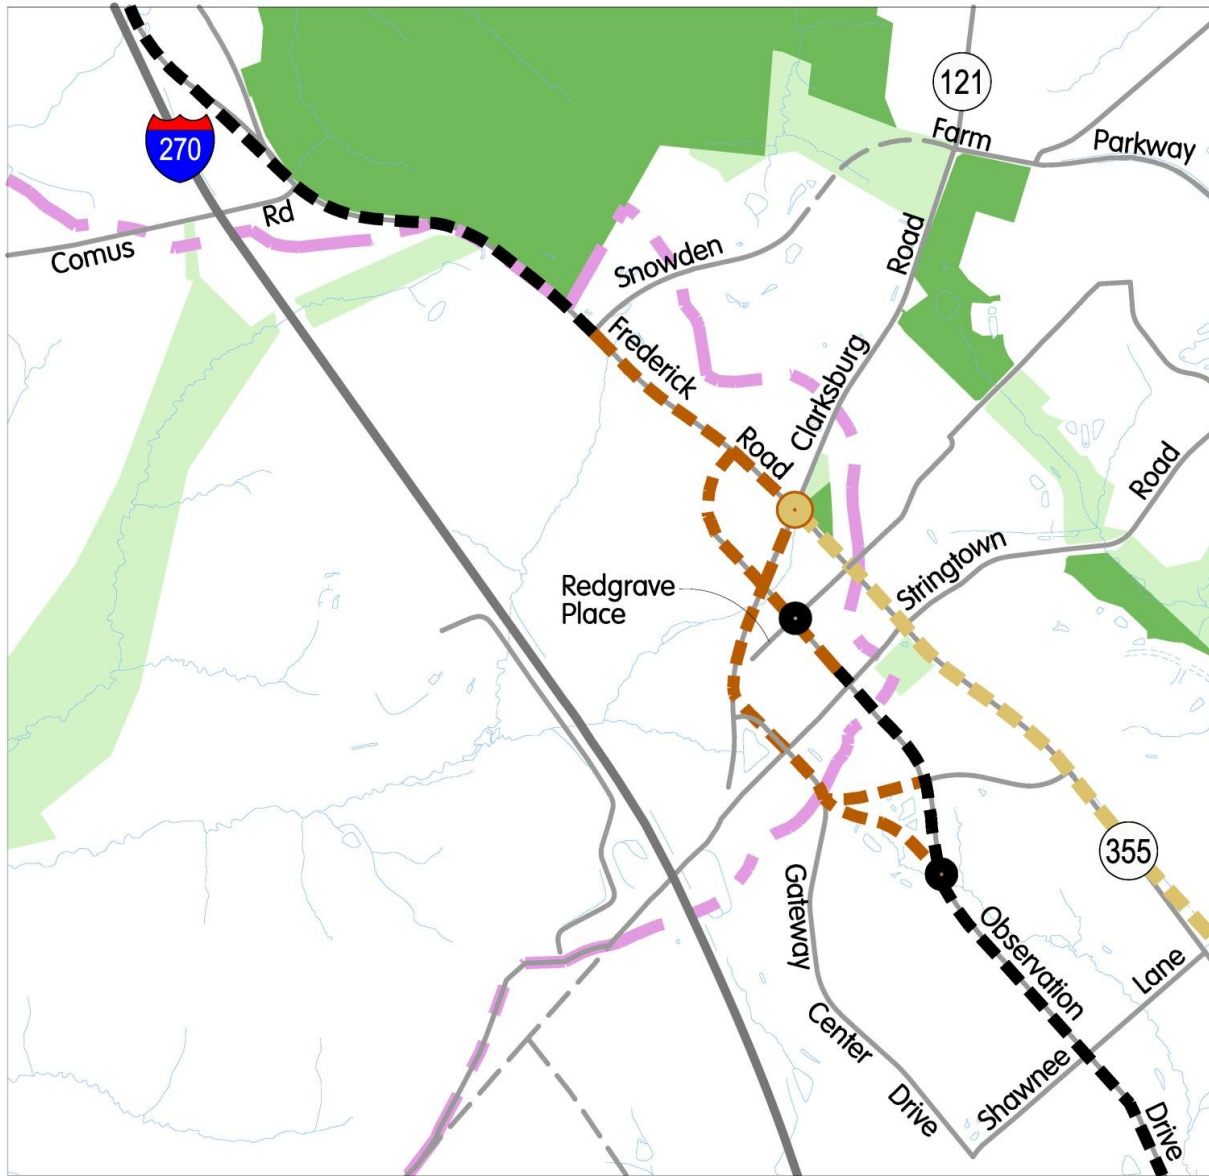 121
Farm
Parkway
270
Rd
Comus
Road
Snowden
Frederick
Clarksburg
Road
Road
Stringtown
Redgrave
Place
355
Gateway
Observation
Lane
Center
Shawnee
Drive
Drive